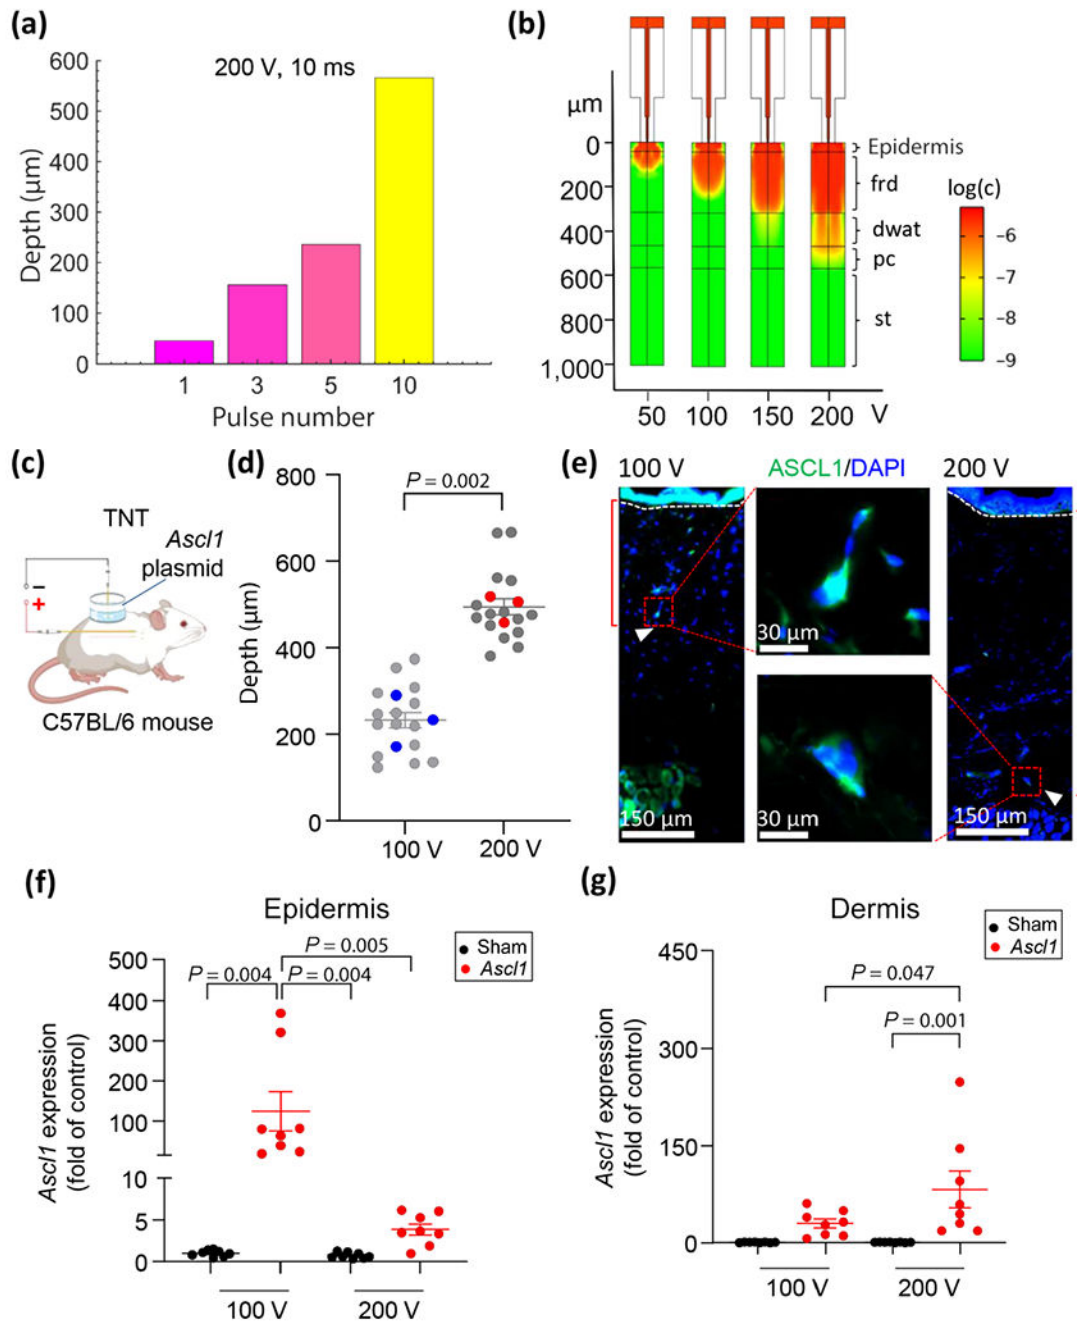 (a)
200 V, 10 ms
Depth (μm)
600
500
400
300
200
100
0
1 3 5 10
Pulse number
(b)
μm
0
200
400
600
800
1,000
50 100 150 200 V
Epidermis
frd
dwat
pc
st
log(c)
–6
–7
–8
–9
(c)
TNT
Ascl1
plasmid
–
+
C57BL/6 mouse
(d)
Depth (μm)
800
600
400
200
0
P = 0.002
100 V 200 V
(e)
100 V
ASCL1/DAPI
200 V
30 μm
30 μm
150 μm
150 μm
(f)
Epidermis
Sham
Ascl1
P = 0.005
P = 0.004
P = 0.004
Ascl1 expression
(fold of control)
500
400
300
200
100
10
5
0
100 V 200 V
(g)
Dermis
Sham
Ascl1
P = 0.047
P = 0.001
Ascl1 expression
(fold of control)
450
300
150
0
100 V 200 V